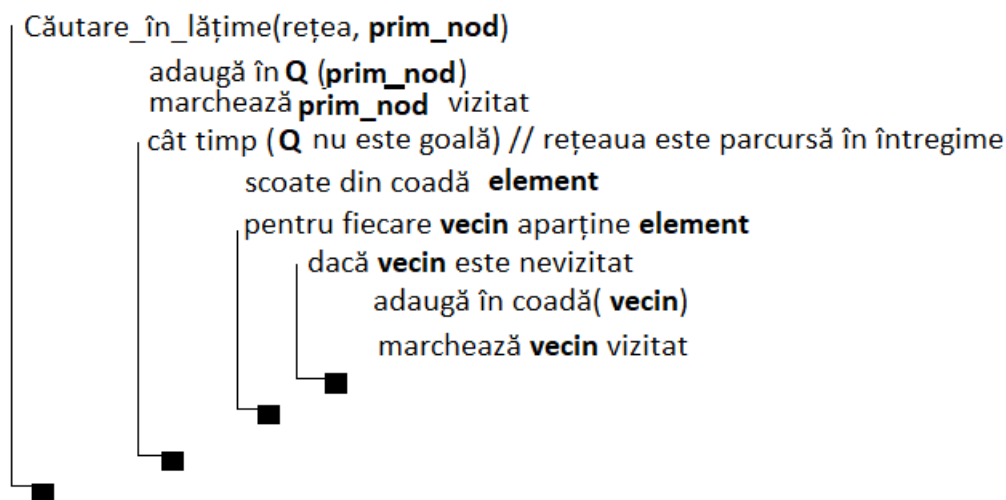 Căutare_în_lățime(rețea, prim_nod)
adaugă în Q (prim_nod)
marchează prim_nod vizitat
cât timp (Q nu este goală) // rețeaua este parcursă în întregime
scoate din coadă element
pentru fiecare vecin aparține element
dacă vecin este nevizitat
adaugă în coadă( vecin)
marchează vecin vizitat